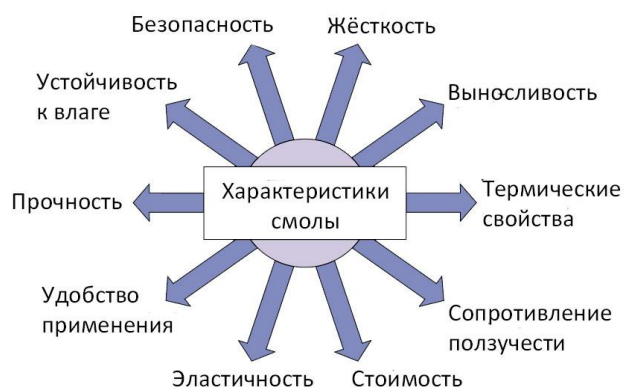 Безопасность
Жёсткость
Устойчивость
к влаге
Выносливость
Прочность
Характеристики
смолы
Термические
свойства
Удобство
применения
Сопротивление
ползучести
Эластичность
Стоимость